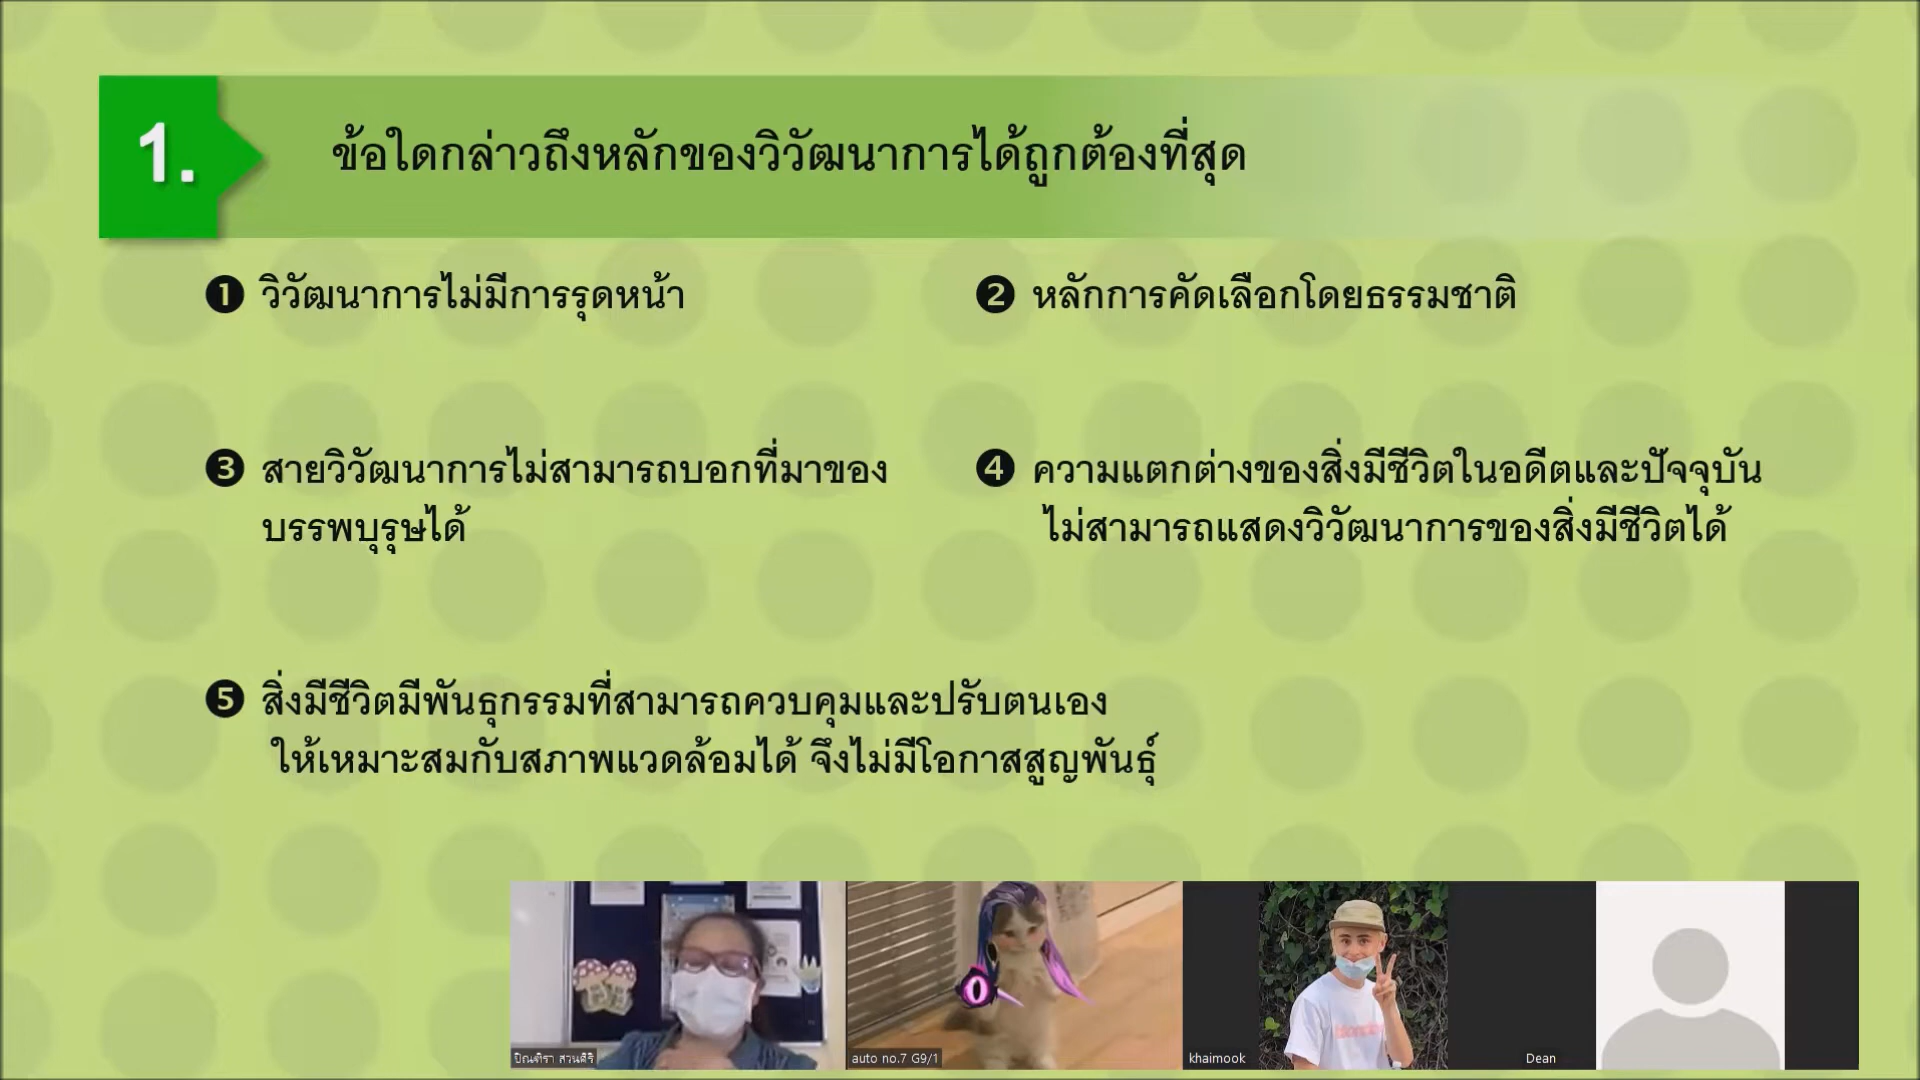 1.
ข้อใดกล่าวถึงหลักของวิวัฒนาการได้ถูกต้องที่สุด
❶ วิวัฒนาการไม่มีการรุดหน้า
❷ หลักการคัดเลือกโดยธรรมชาติ
❸ สายวิวัฒนาการไม่สามารถบอกที่มาของ
บรรพบุรุษได้
❹ ความแตกต่างของสิ่งมีชีวิตในอดีตและปัจจุบัน
ไม่สามารถแสดงวิวัฒนาการของสิ่งมีชีวิตได้
❺ สิ่งมีชีวิตมีพันธุกรรมที่สามารถควบคุมและปรับตนเอง
ให้เหมาะสมกับสภาพแวดล้อมได้ จึงไม่มีโอกาสสูญพันธุ์
ปิณฑิรา สวนศิริ
auto no.7 G9/1
khaimook
Dean